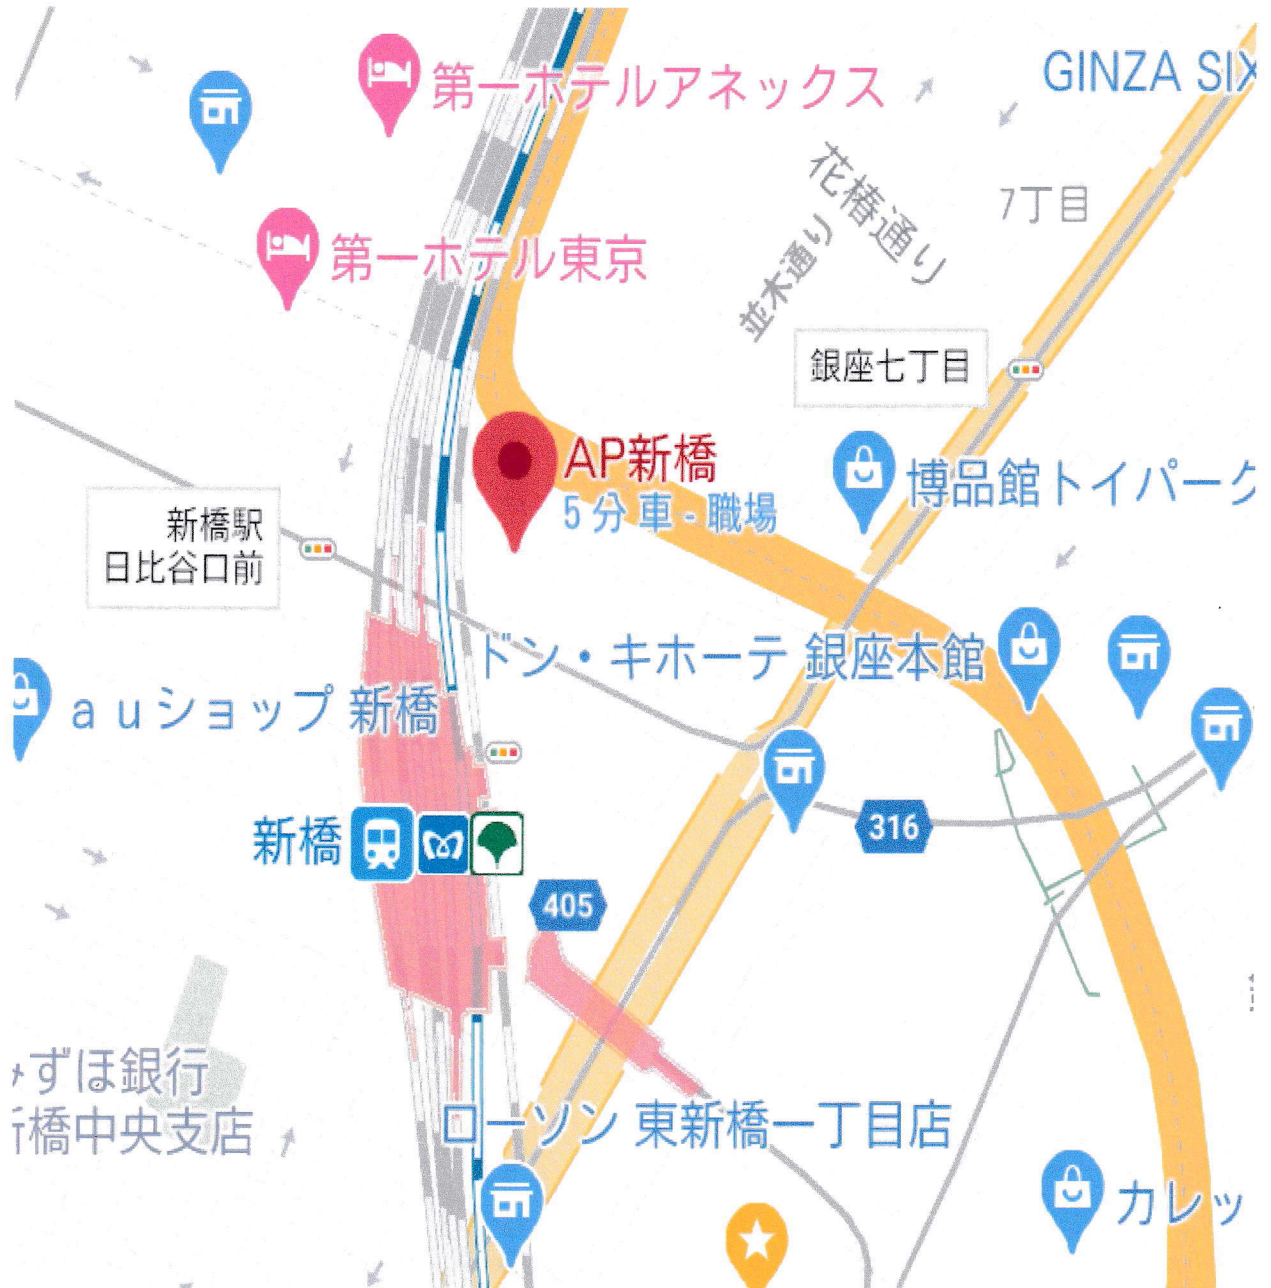 第一ホテルアネックス
GINZA SIX
花椿通り
7丁目
並木通り
第一ホテル東京
銀座七丁目
AP新橋
5 分 車 - 職場
博品館トイパーク
新橋駅
日比谷口前
ドン・キホーテ 銀座本館
auショップ 新橋
新橋
316
405
みずほ銀行
新橋中央支店
ローソン 東新橋一丁目店
カレッ